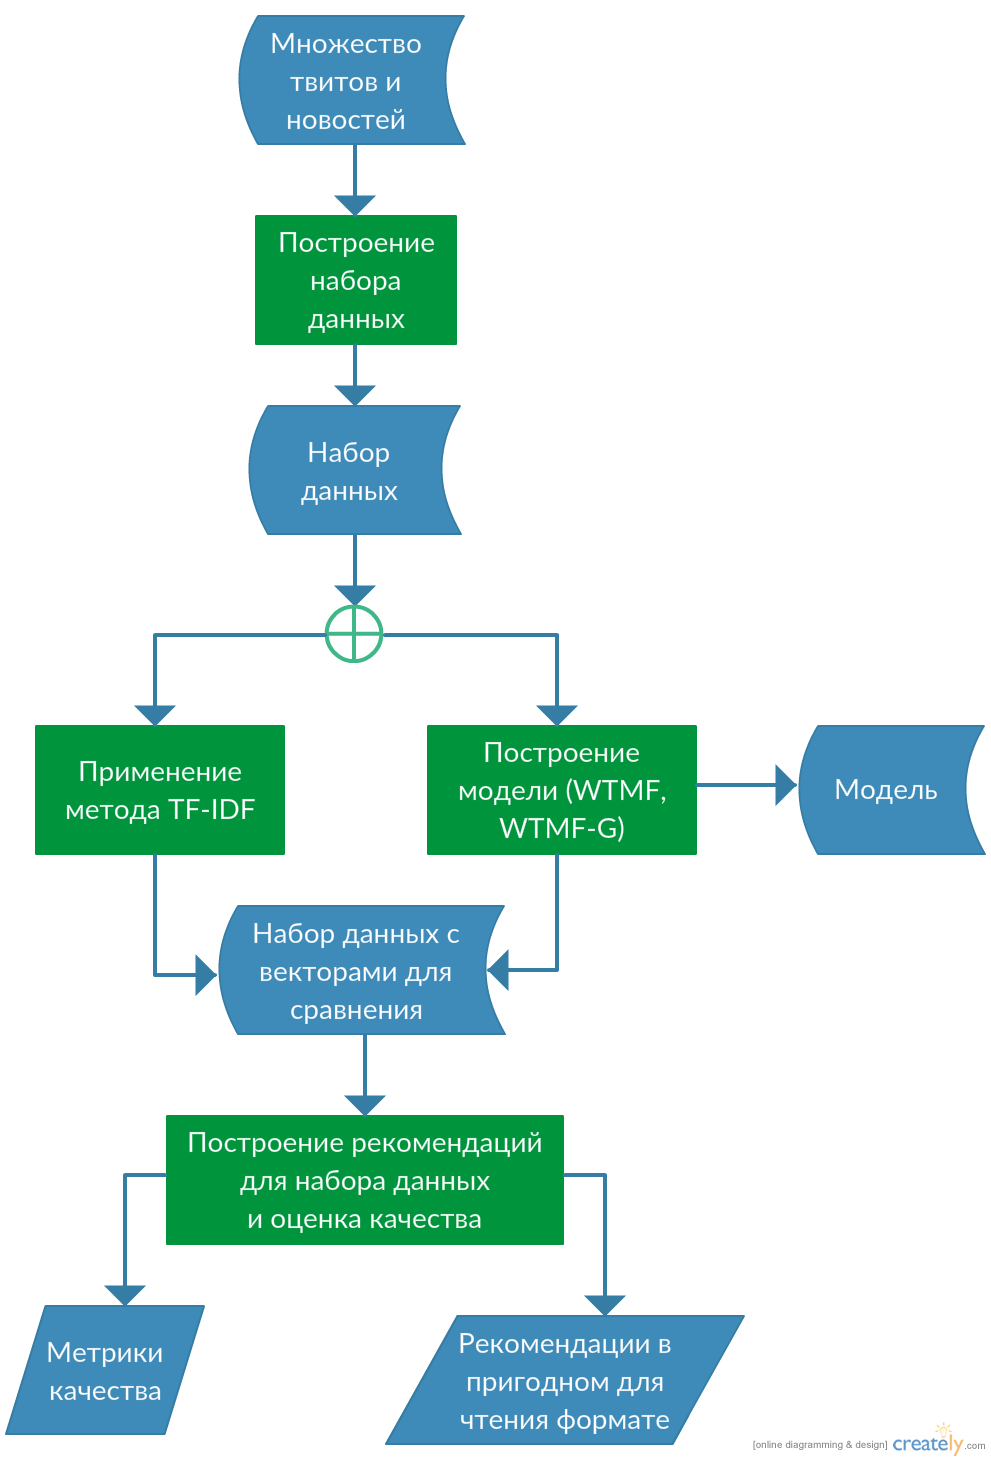 Множество
твитов и
новостей
Построение
набора
данных
Набор
данных
Применение
метода TF-IDF
Построение
модели (WTMF,
WTMF-G)
Модель
Набор данных с
векторами для
сравнения
Построение рекомендаций
для набора данных
и оценка качества
Метрики
качества
Рекомендации в
пригодном для
чтения формате
[online diagramming & design] creately.com